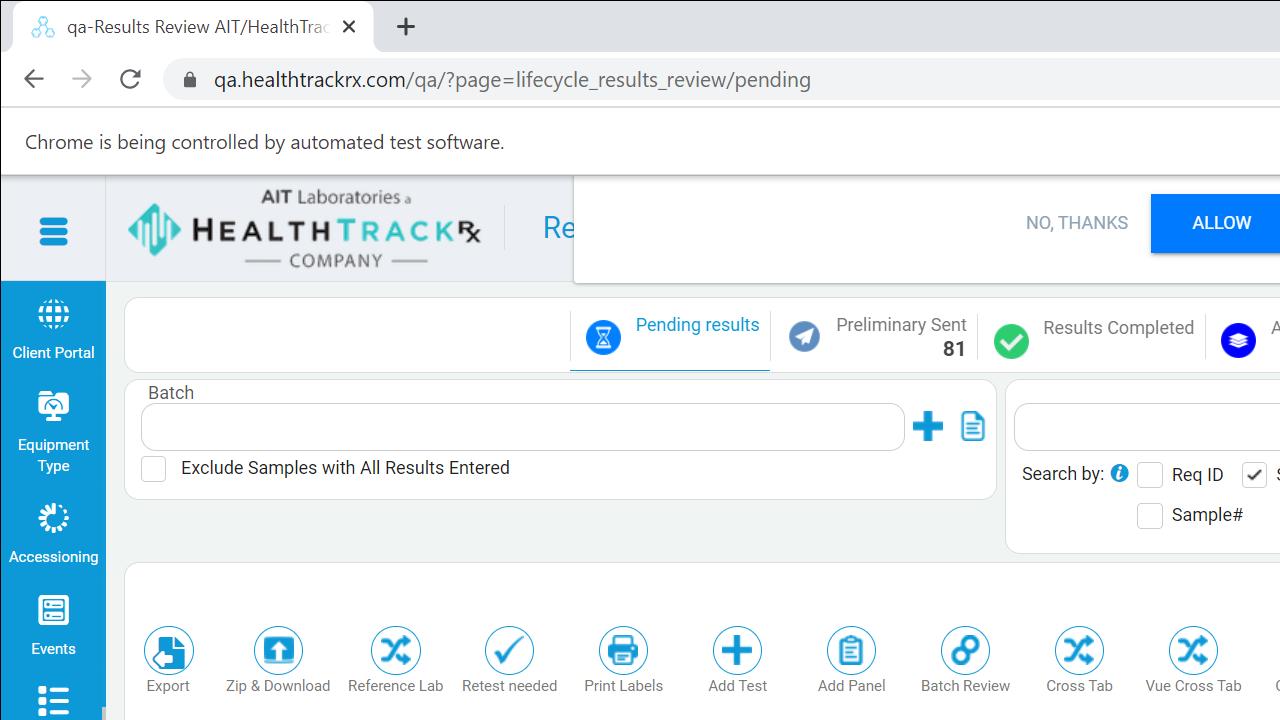 qa-Results Review AIT/HealthTrac
qa.healthtrackrx.com/qa/?page=lifecycle_results_review/pending
Chrome is being controlled by automated test software.
AIT Laboratories a
HEALTHTRACKRx
COMPANY
Re
NO, THANKS
ALLOW
Client Portal
Equipment
Type
Accessioning
Events
Pending results
Preliminary Sent
81
Results Completed
Batch
Exclude Samples with All Results Entered
Search by:
Req ID
Sample#
Export
Zip & Download
Reference Lab
Retest needed
Print Labels
Add Test
Add Panel
Batch Review
Cross Tab
Vue Cross Tab